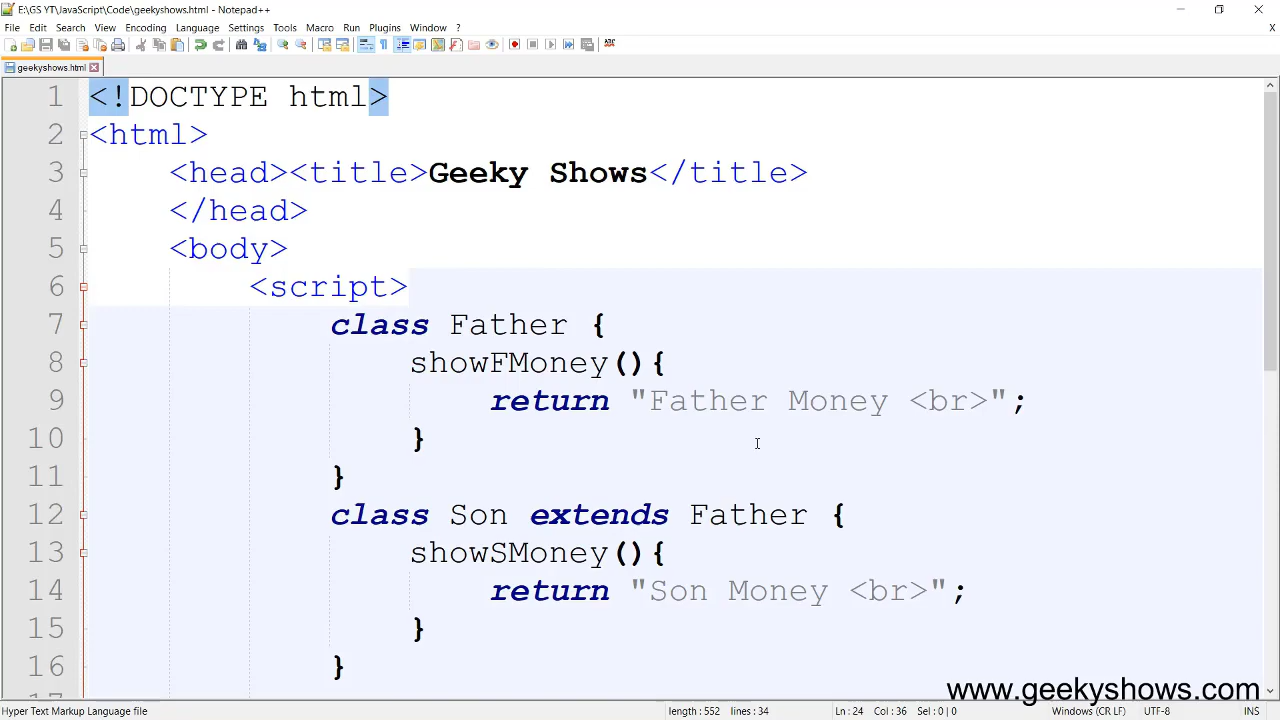 E:\GS YT\JavaScript\Code\geekyshows.html - Notepad++
File Edit Search View Encoding Language Settings Tools Macro Run Plugins Window ? X
geekyshows.html
1 <!DOCTYPE html>
2 <html>
3 <head><title>Geeky Shows</title>
4 </head>
5 <body>
6 <script>
7 class Father {
8 showFMoney(){
9 return "Father Money <br>";
10 }
11 }
12 class Son extends Father {
13 showSMoney(){
14 return "Son Money <br>";
15 }
16 }
www.geekyshows.com
Hyper Text Markup Language file length : 552 lines : 34 Ln : 24 Col : 36 Sel : 0 | 0 Windows (CR LF) UTF-8 INS